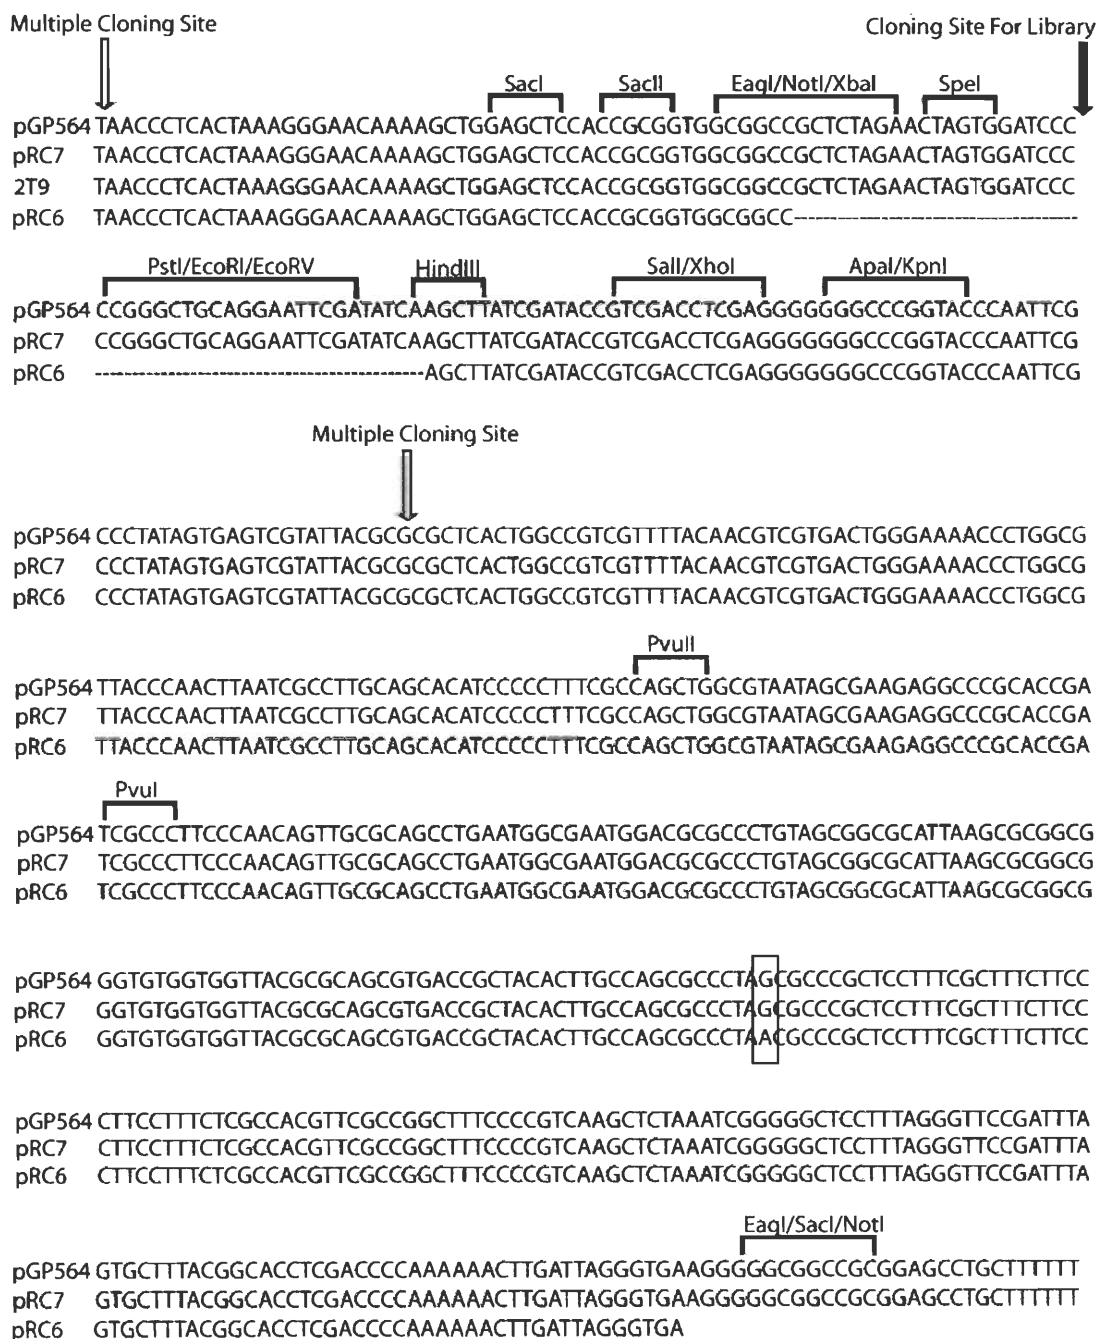 Multiple Cloning Site
Cloning Site For Library
SacI SacII EaqI/NotI/XbaI SpeI
pGP564 TAACCCTCACTAAAGGGAACAAAAGCTGGAGCTCCACCGCGGTGGCGGCCGCTCTAGAACTAGTGGATCCC
pRC7 TAACCCTCACTAAAGGGAACAAAAGCTGGAGCTCCACCGCGGTGGCGGCCGCTCTAGAACTAGTGGATCCC
2T9 TAACCCTCACTAAAGGGAACAAAAGCTGGAGCTCCACCGCGGTGGCGGCCGCTCTAGAACTAGTGGATCCC
pRC6 TAACCCTCACTAAAGGGAACAAAAGCTGGAGCTCCACCGCGGTGGCGGCC---------------------
PstI/EcoRI/EcoRV HindIII SalI/XhoI ApaI/KpnI
pGP564 CCGGGCTGCAGGAATTCGATATCAAGCTTATCGATACCGTCGACCTCGAGGGGGGGCCCGGTACCCAATTCG
pRC7 CCGGGCTGCAGGAATTCGATATCAAGCTTATCGATACCGTCGACCTCGAGGGGGGGCCCGGTACCCAATTCG
pRC6 ------------------------AGCTTATCGATACCGTCGACCTCGAGGGGGGGCCCGGTACCCAATTCG
Multiple Cloning Site
pGP564 CCCTATAGTGAGTCGTATTACGCGCGCTCACTGGCCGTCGTTTTACAACGTCGTGACTGGGAAAACCCTGGCG
pRC7 CCCTATAGTGAGTCGTATTACGCGCGCTCACTGGCCGTCGTTTTACAACGTCGTGACTGGGAAAACCCTGGCG
pRC6 CCCTATAGTGAGTCGTATTACGCGCGCTCACTGGCCGTCGTTTTACAACGTCGTGACTGGGAAAACCCTGGCG
PvuII
pGP564 TTACCCAACTTAATCGCCTTGCAGCACATCCCCCTTTCGCCAGCTGGCGTAATAGCGAAGAGGCCCGCACCGA
pRC7 TTACCCAACTTAATCGCCTTGCAGCACATCCCCCTTTCGCCAGCTGGCGTAATAGCGAAGAGGCCCGCACCGA
pRC6 TTACCCAACTTAATCGCCTTGCAGCACATCCCCCTTTCGCCAGCTGGCGTAATAGCGAAGAGGCCCGCACCGA
PvuI
pGP564 TCGCCCTTCCCAACAGTTGCGCAGCCTGAATGGCGAATGGACGCGCCCTGTAGCGGCGCATTAAGCGCGGCG
pRC7 TCGCCCTTCCCAACAGTTGCGCAGCCTGAATGGCGAATGGACGCGCCCTGTAGCGGCGCATTAAGCGCGGCG
pRC6 TCGCCCTTCCCAACAGTTGCGCAGCCTGAATGGCGAATGGACGCGCCCTGTAGCGGCGCATTAAGCGCGGCG
pGP564 GGTGTGGTGGTTACGCGCAGCGTGACCGCTACACTTGCCAGCGCCCTAGCGCCCGCTCCTTTCGCTTTCTTCC
pRC7 GGTGTGGTGGTTACGCGCAGCGTGACCGCTACACTTGCCAGCGCCCTAGCGCCCGCTCCTTTCGCTTTCTTCC
pRC6 GGTGTGGTGGTTACGCGCAGCGTGACCGCTACACTTGCCAGCGCCCTAACGCCCGCTCCTTTCGCTTTCTTCC
pGP564 CTTCCTTTCTCGCCACGTTCGCCGGCTTTCCCCGTCAAGCTCTAAATCGGGGGCTCCTTTAGGGTTCCGATTTA
pRC7 CTTCCTTTCTCGCCACGTTCGCCGGCTTTCCCCGTCAAGCTCTAAATCGGGGGCTCCTTTAGGGTTCCGATTTA
pRC6 CTTCCTTTCTCGCCACGTTCGCCGGCTTTCCCCGTCAAGCTCTAAATCGGGGGCTCCTTTAGGGTTCCGATTTA
EaqI/SacI/NotI
pGP564 GTGCTTTACGGCACCTCGACCCCAAAAAACTTGATTAGGGTGAAGGGGGCGGCCGCGGAGCCTGCTTTTTT
pRC7 GTGCTTTACGGCACCTCGACCCCAAAAAACTTGATTAGGGTGAAGGGGGCGGCCGCGGAGCCTGCTTTTTT
pRC6 GTGCTTTACGGCACCTCGACCCCAAAAAACTTGATTAGGGTGA